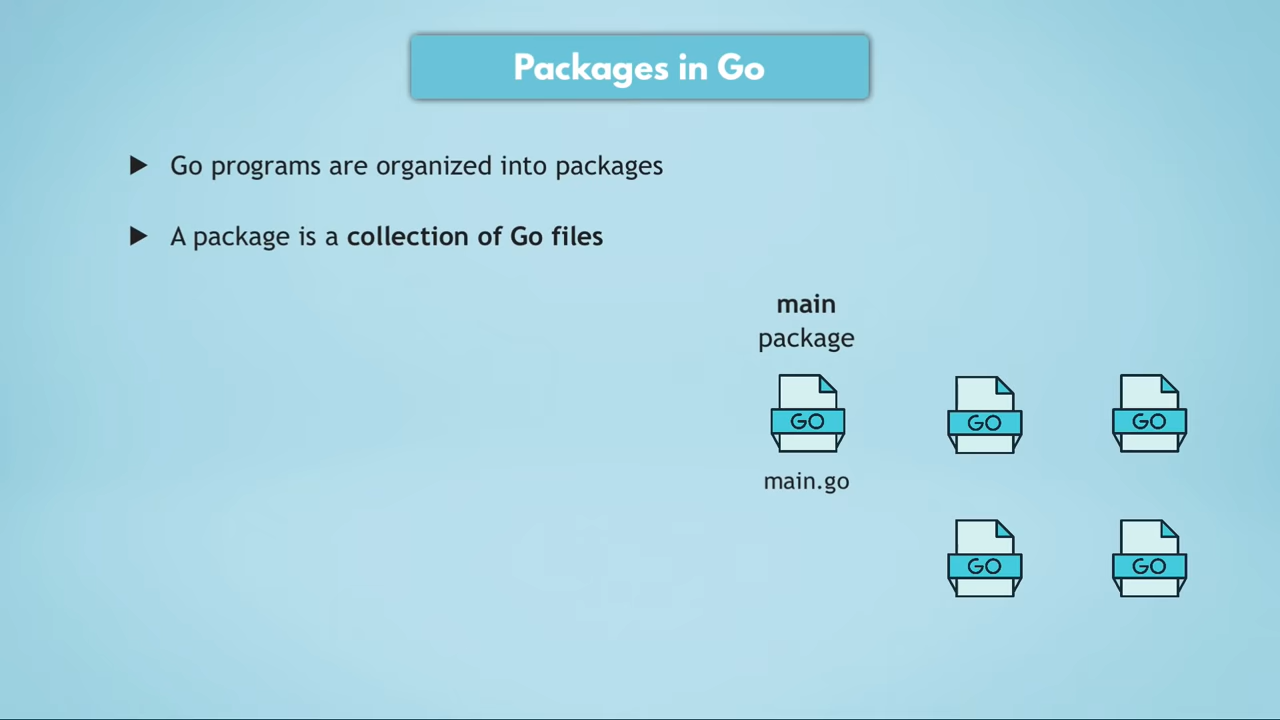 Packages in Go
Go programs are organized into packages
A package is a collection of Go files
main
package
GO
GO
GO
main.go
GO
GO